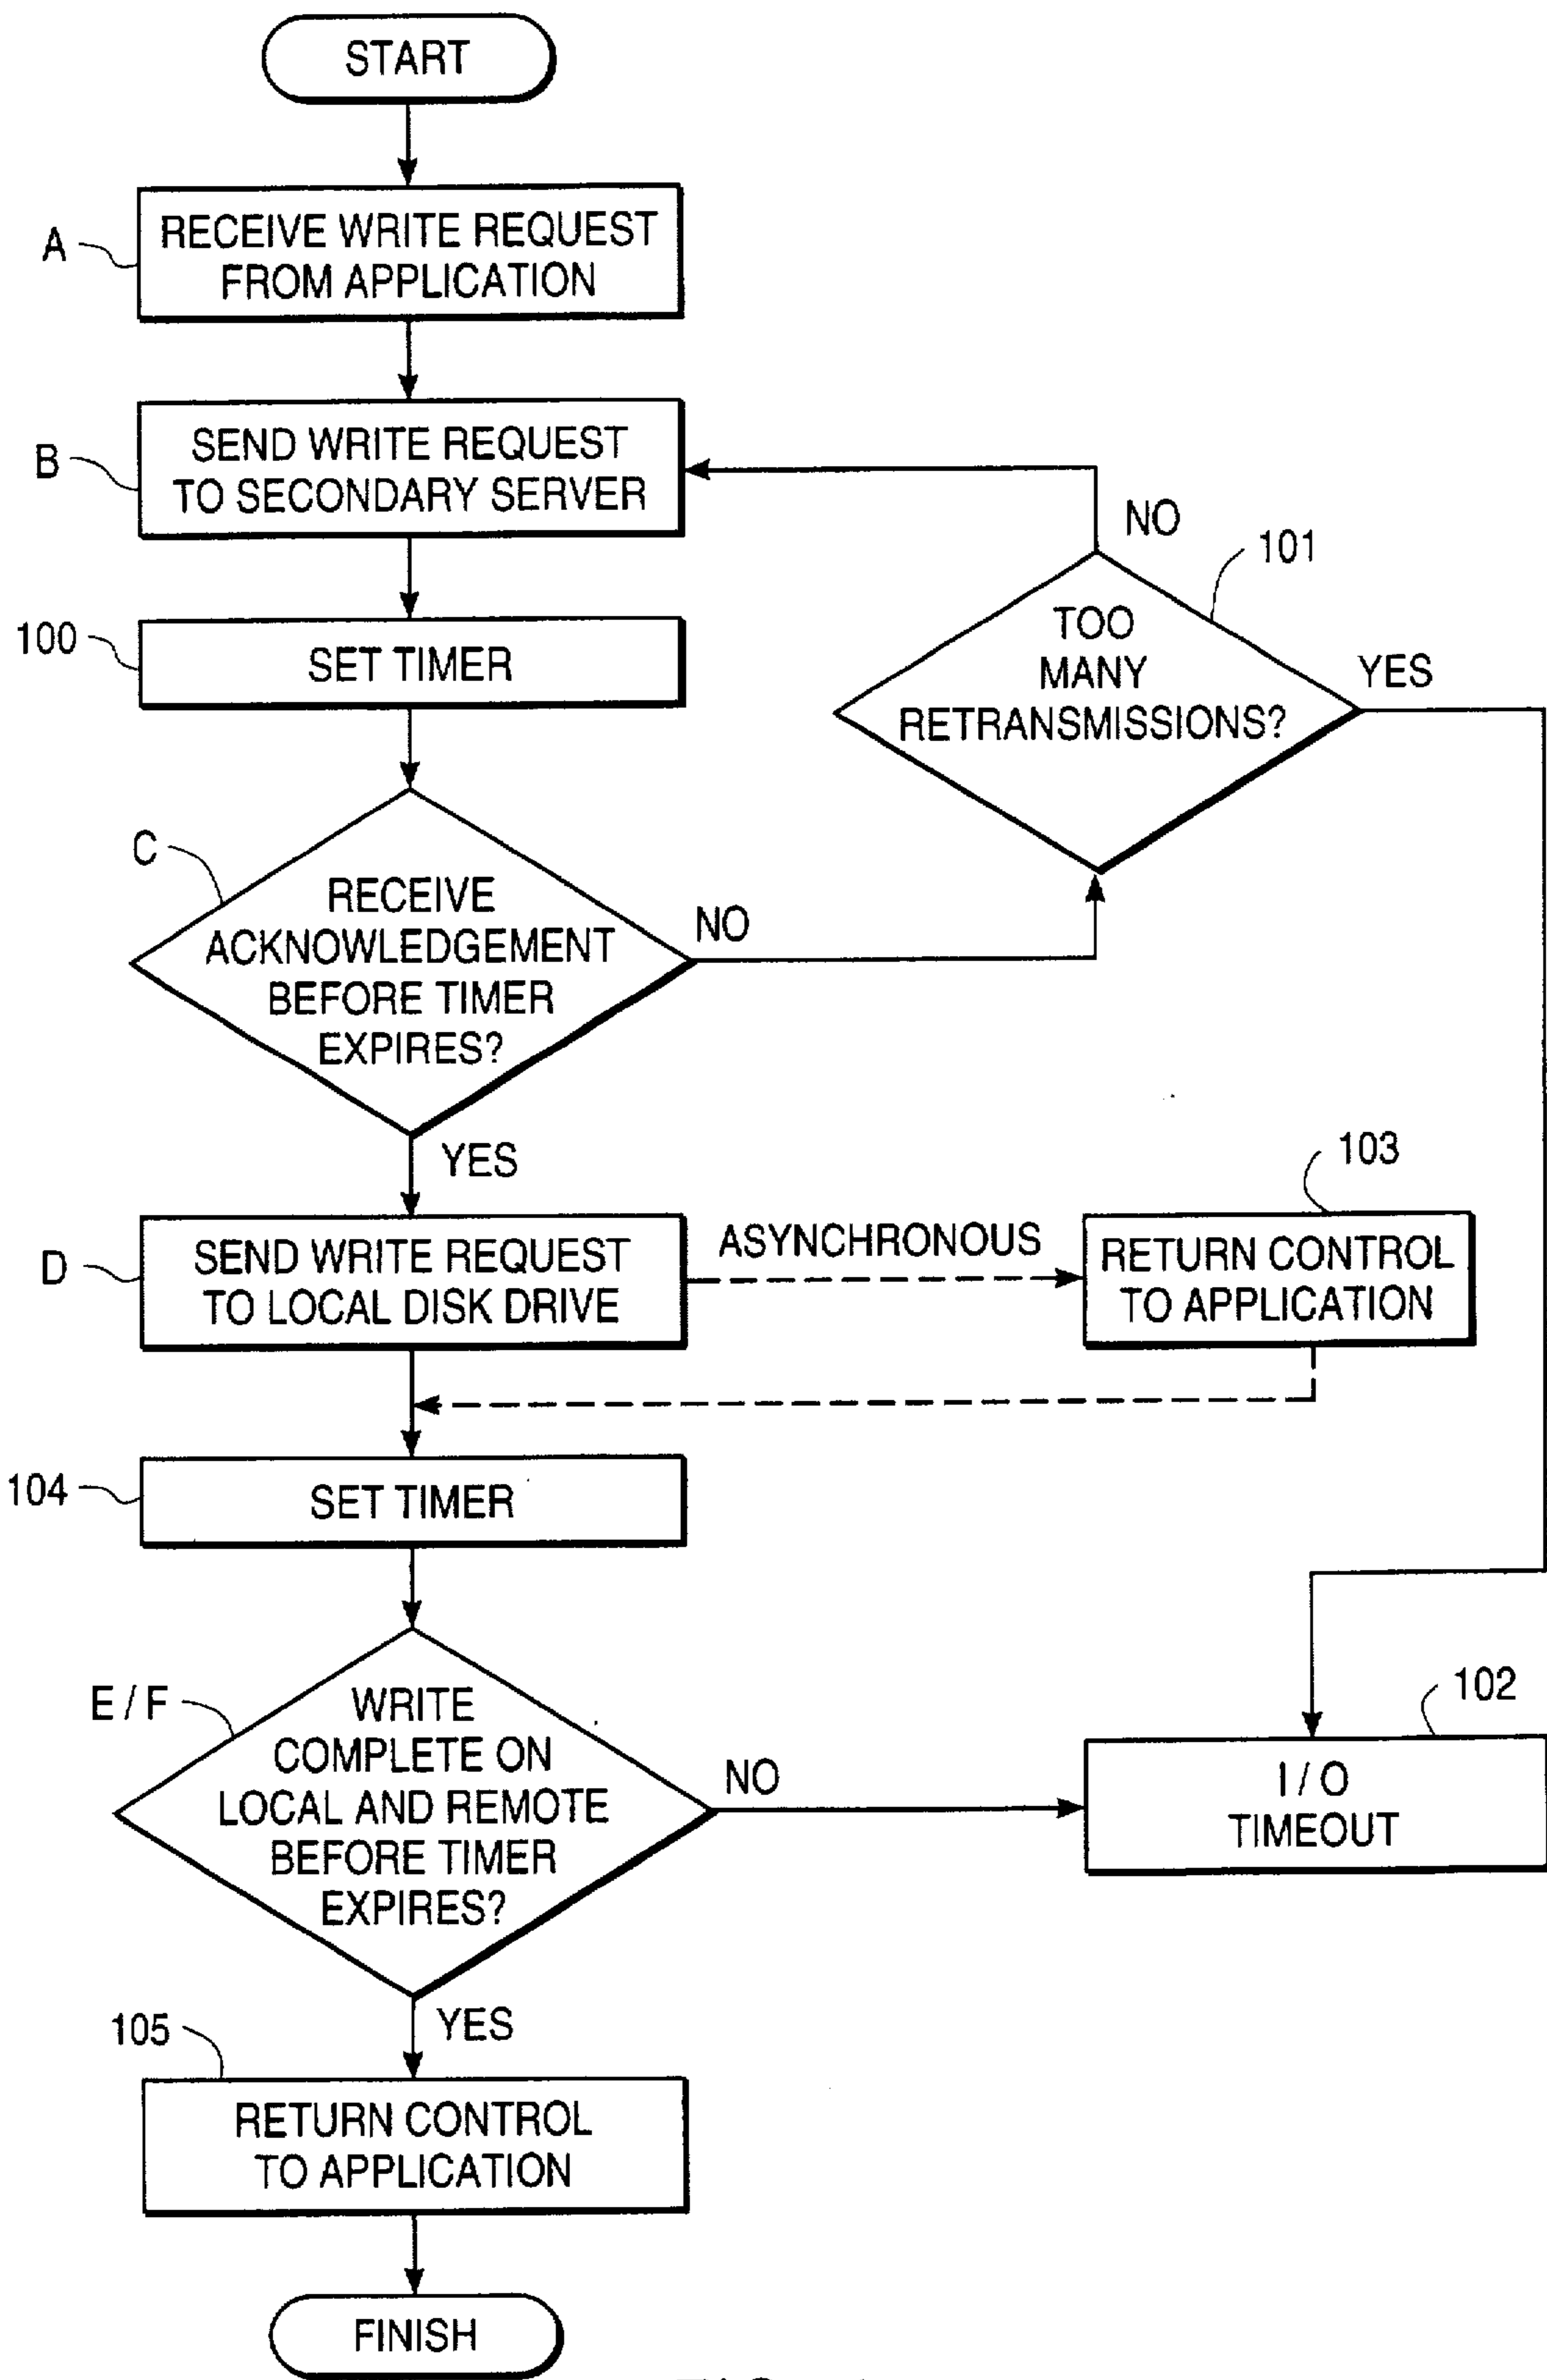 START
A
RECEIVE WRITE REQUEST
FROM APPLICATION
B
SEND WRITE REQUEST
TO SECONDARY SERVER
NO
101
TOO
MANY
RETRANSMISSIONS?
YES
100
SET TIMER
C
RECEIVE
ACKNOWLEDGEMENT
BEFORE TIMER
EXPIRES?
NO
YES
D
SEND WRITE REQUEST
TO LOCAL DISK DRIVE
ASYNCHRONOUS
103
RETURN CONTROL
TO APPLICATION
104
SET TIMER
E / F
WRITE
COMPLETE ON
LOCAL AND REMOTE
BEFORE TIMER
EXPIRES?
NO
102
I / O
TIMEOUT
YES
105
RETURN CONTROL
TO APPLICATION
FINISH